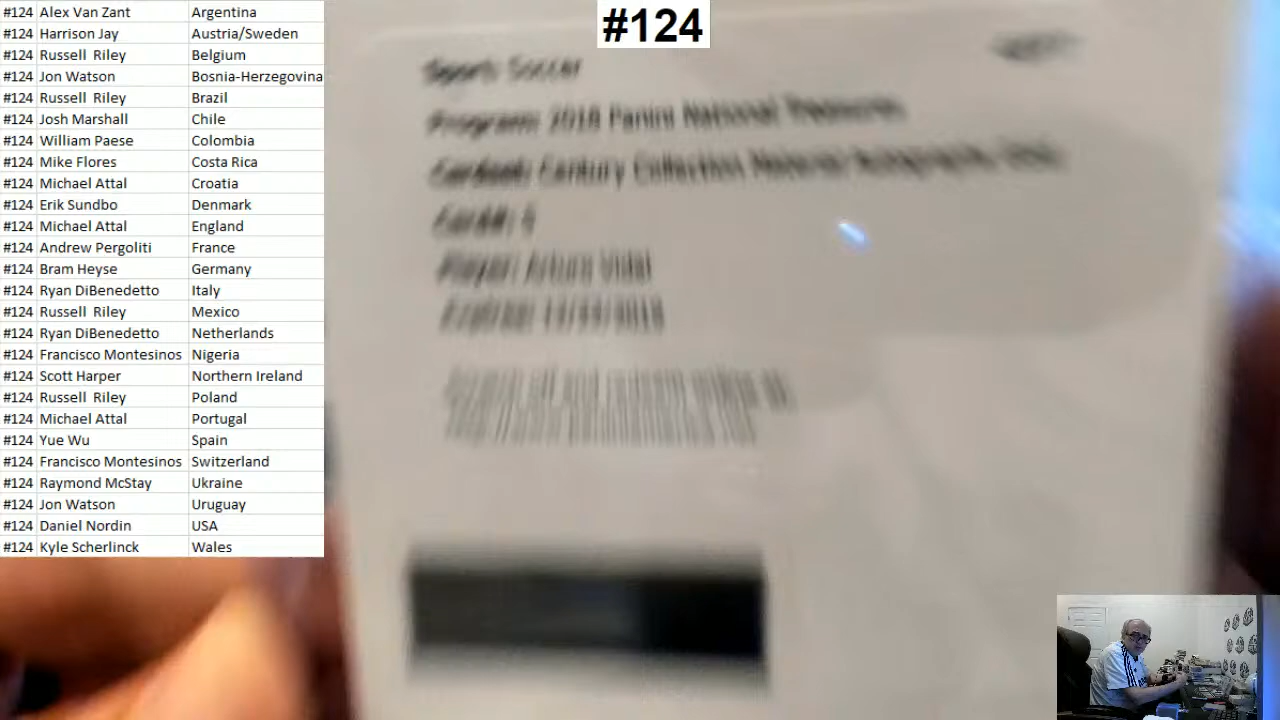 #124 Alex Van Zant Argentina
#124 Harrison Jay Austria/Sweden
#124 Russell Riley Belgium
#124 Jon Watson Bosnia-Herzegovina
#124 Russell Riley Brazil
#124 Josh Marshall Chile
#124 William Paese Colombia
#124 Mike Flores Costa Rica
#124 Michael Attal Croatia
#124 Erik Sundbo Denmark
#124 Michael Attal England
#124 Andrew Pergoliti France
#124 Bram Heyse Germany
#124 Ryan DiBenedetto Italy
#124 Russell Riley Mexico
#124 Ryan DiBenedetto Netherlands
#124 Francisco Montesinos Nigeria
#124 Scott Harper Northern Ireland
#124 Russell Riley Poland
#124 Michael Attal Portugal
#124 Yue Wu Spain
#124 Francisco Montesinos Switzerland
#124 Raymond McStay Ukraine
#124 Jon Watson Uruguay
#124 Daniel Nordin USA
#124 Kyle Scherlinck Wales
#124
Sport: Soccer
Program: 2018 Panini National Treasures
Cardset: Century Collection Material Autographs
Player: Arturo Vidal